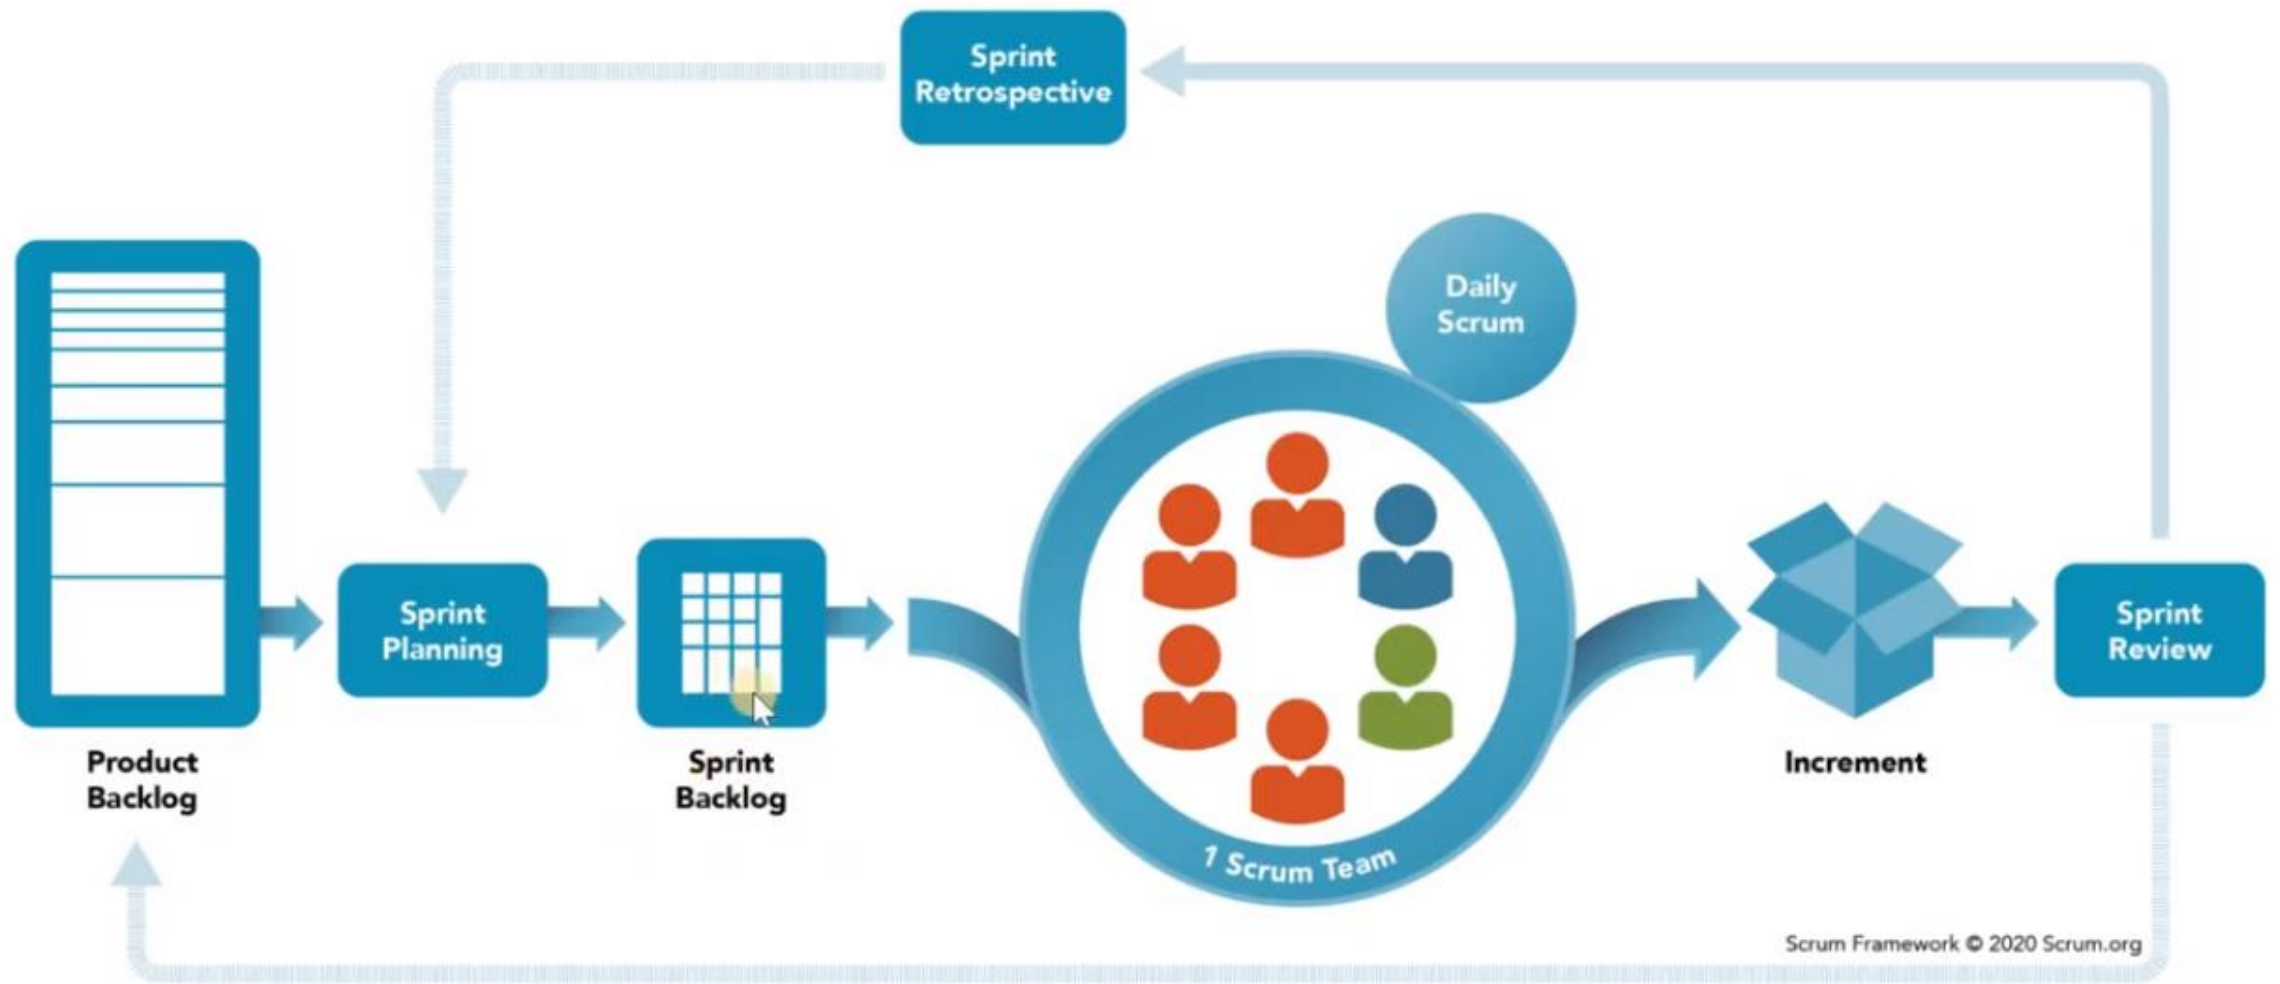 Sprint
Retrospective
Daily
Scrum
Sprint
Planning
Sprint
Review
Product
Backlog
Sprint
Backlog
Increment
1 Scrum Team
Scrum Framework © 2020 Scrum.org